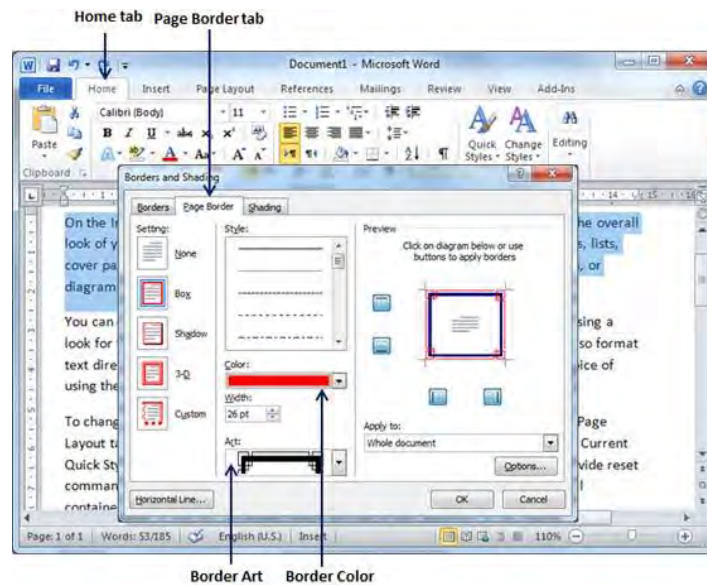 Home tab Page Border tab
Document1 - Microsoft Word
File Home Insert Page Layout References Mailings Review View Add-Ins
Calibri (Body) 11
Paste
B I U abc x₂ x²
Quick Styles Change Styles Editing
Clipboard
Borders and Shading
Borders Page Border Shading
Setting: Style: Preview
Click on diagram below or use
buttons to apply borders
None
Box
Shadow
3-D
Custom
Color:
Width:
26 pt
Art:
Apply to:
Whole document
Options...
Horizontal Line... OK Cancel
On the In he overall
look of y s, lists,
cover pa , or
diagram
You can sing a
look for so format
text dire ice of
using the
To chang Page
Layout ta Current
Quick Sty vide reset
comman
containe
Page: 1 of 1 Words: 53/185 English (U.S.) Insert 110%
Border Art Border Color